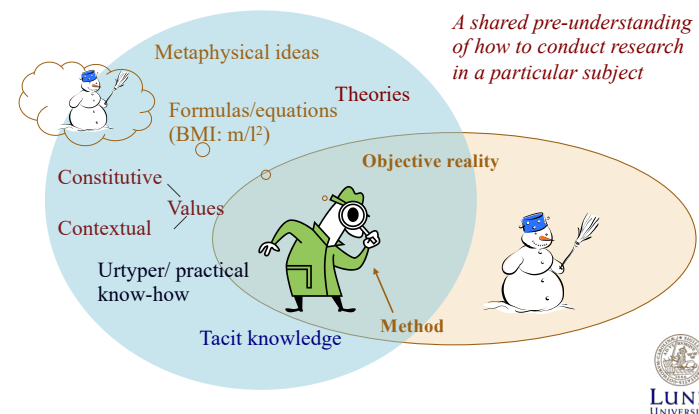 A shared pre-understanding
of how to conduct research
in a particular subject
Metaphysical ideas
Theories
Formulas/equations
(BMI: m/l²)
Objective reality
Constitutive
Values
Contextual
Urtyper/ practical
know-how
Method
Tacit knowledge
LUN
UNIVERSI